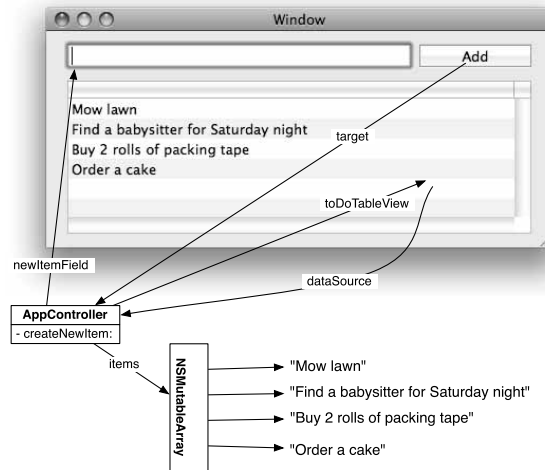 Window
Add
Mow lawn
Find a babysitter for Saturday night
Buy 2 rolls of packing tape
Order a cake
target
toDoTableView
newItemField
dataSource
AppController
- createNewItem:
items
NSMutableArray
"Mow lawn"
"Find a babysitter for Saturday night"
"Buy 2 rolls of packing tape"
"Order a cake"